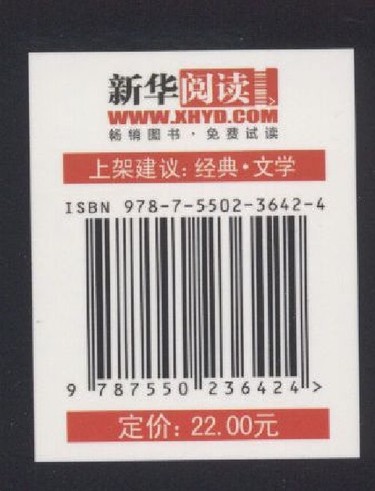 新华阅读
WWW.XHYD.COM
畅销图书·免费试读
上架建议：经典·文学
ISBN 978-7-5502-3642-4
9 787550 236424 >
定价：22.00元